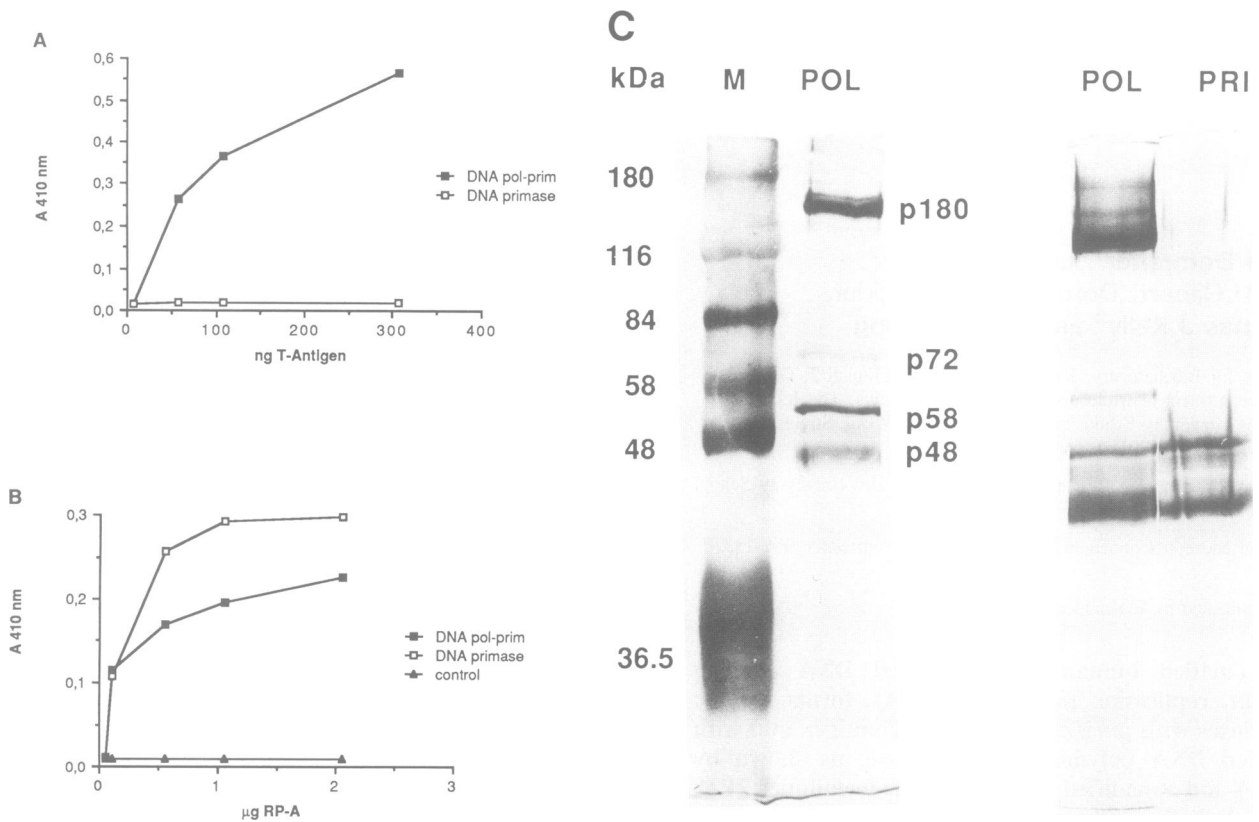 A
0,6
0,5
0,4
0,3
0,2
0,1
0,0
A 410 nm
0
100
200
300
400
ng T-Antigen
DNA pol-prim
DNA primase
B
0,3
0,2
0,1
0,0
A 410 nm
0
1
2
3
µg RP-A
DNA pol-prim
DNA primase
control
C
kDa
M
POL
POL
PRI
180
116
84
58
48
36.5
p180
p72
p58
p48